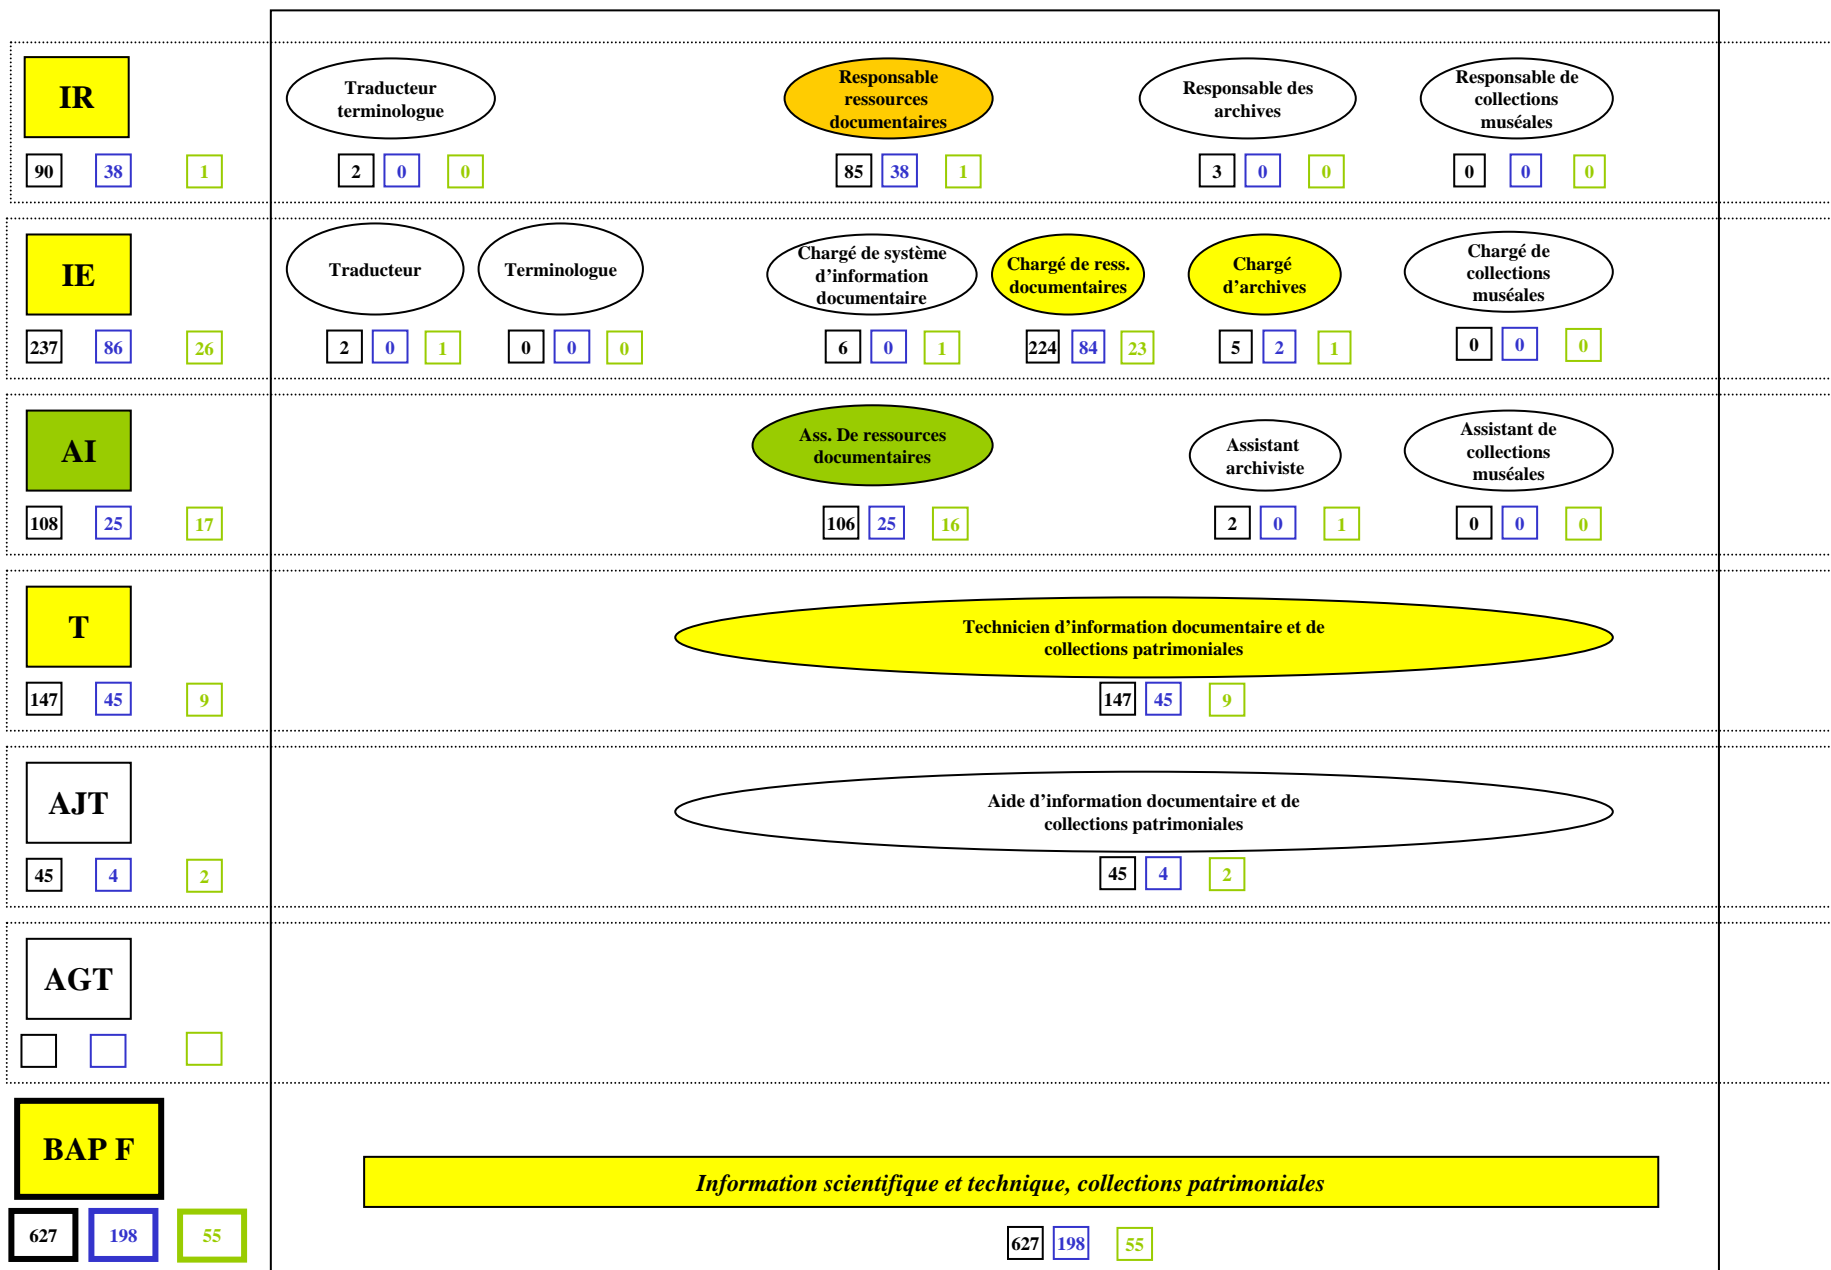 IR
Traducteur
terminologue
Responsable
ressources
documentaires
Responsable des
archives
Responsable de
collections
muséales
90 38 1
2 0 0
85 38 1
3 0 0
0 0 0
IE
Traducteur
Terminologue
Chargé de système
d’information
documentaire
Chargé de ress.
documentaires
Chargé
d’archives
Chargé de
collections
muséales
237 86 26
2 0 1
0 0 0
6 0 1
224 84 23
5 2 1
0 0 0
AI
Ass. De ressources
documentaires
Assistant
archiviste
Assistant de
collections
muséales
108 25 17
106 25 16
2 0 1
0 0 0
T
Technicien d’information documentaire et de
collections patrimoniales
147 45 9
147 45 9
AJT
Aide d’information documentaire et de
collections patrimoniales
45 4 2
45 4 2
AGT
BAP F
Information scientifique et technique, collections patrimoniales
627 198 55
627 198 55